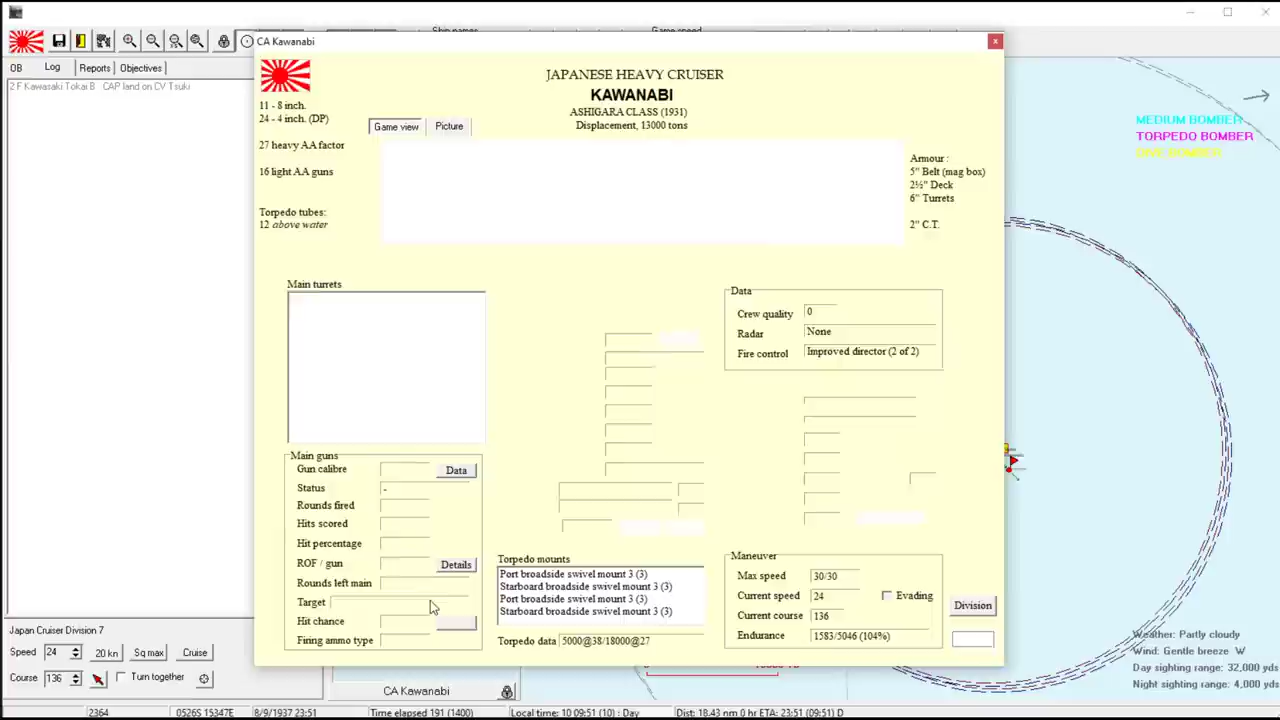 OB
Log
Reports
Objectives
2 F Kawasaki Tokai B   CAP land on CV Tsuki
CA Kawanabi
JAPANESE HEAVY CRUISER
KAWANABI
ASHIGARA CLASS (1931)
Displacement, 13000 tons
11 - 8 inch.
24 - 4 inch. (DP)
27 heavy AA factor
16 light AA guns
Torpedo tubes:
12 above water
Game view
Picture
Armour :
5" Belt (mag box)
2½" Deck
6" Turrets
2" C.T.
MEDIUM BOMBER
TORPEDO BOMBER
DIVE BOMBER
Main turrets
Data
Crew quality 0
Radar None
Fire control Improved director (2 of 2)
Main guns
Gun calibre Data
Status -
Rounds fired
Hits scored
Hit percentage
ROF / gun Details
Rounds left main
Target
Hit chance
Firing ammo type
Torpedo mounts
Port broadside swivel mount 3 (3)
Starboard broadside swivel mount 3 (3)
Port broadside swivel mount 3 (3)
Starboard broadside swivel mount 3 (3)
Torpedo data 5000@38/18000@27
Maneuver
Max speed 30/30
Current speed 24 Evading
Current course 136
Endurance 1583/5046 (104%)
Division
Japan Cruiser Division 7
Speed 24 20 kn Sq max Cruise
Course 136 Turn together
CA Kawanabi
Weather: Partly cloudy
Wind: Gentle breeze W
Day sighting range: 32,000 yds
Night sighting range: 4,000 yds
2364 0526S 15347E 8/9/1937 23:51 Time elapsed 191 (1400) Local time: 10 09:51 (10) : Day Dist: 18.43 nm 0 hr ETA: 23:51 (09:51) D